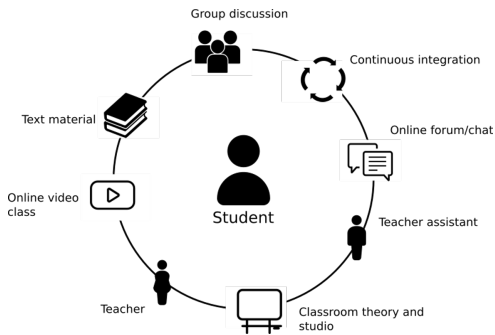 Group discussion
Continuous integration
Text material
Online forum/chat
Online video
class
Student
Teacher assistant
Teacher
Classroom theory and
studio